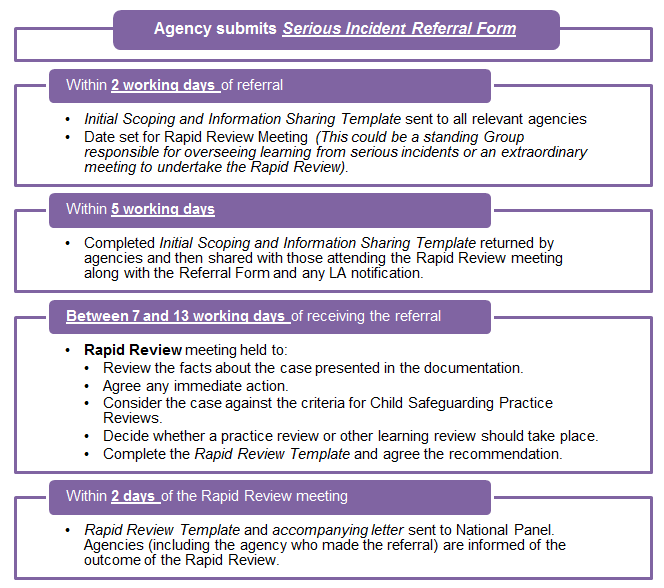 Agency submits Serious Incident Referral Form
Within 2 working days of referral
• Initial Scoping and Information Sharing Template sent to all relevant agencies
• Date set for Rapid Review Meeting (This could be a standing Group
responsible for overseeing learning from serious incidents or an extraordinary
meeting to undertake the Rapid Review).
Within 5 working days
• Completed Initial Scoping and Information Sharing Template returned by
agencies and then shared with those attending the Rapid Review meeting
along with the Referral Form and any LA notification.
Between 7 and 13 working days of receiving the referral
• Rapid Review meeting held to:
• Review the facts about the case presented in the documentation.
• Agree any immediate action.
• Consider the case against the criteria for Child Safeguarding Practice
Reviews.
• Decide whether a practice review or other learning review should take place.
• Complete the Rapid Review Template and agree the recommendation.
Within 2 days of the Rapid Review meeting
• Rapid Review Template and accompanying letter sent to National Panel.
Agencies (including the agency who made the referral) are informed of the
outcome of the Rapid Review.